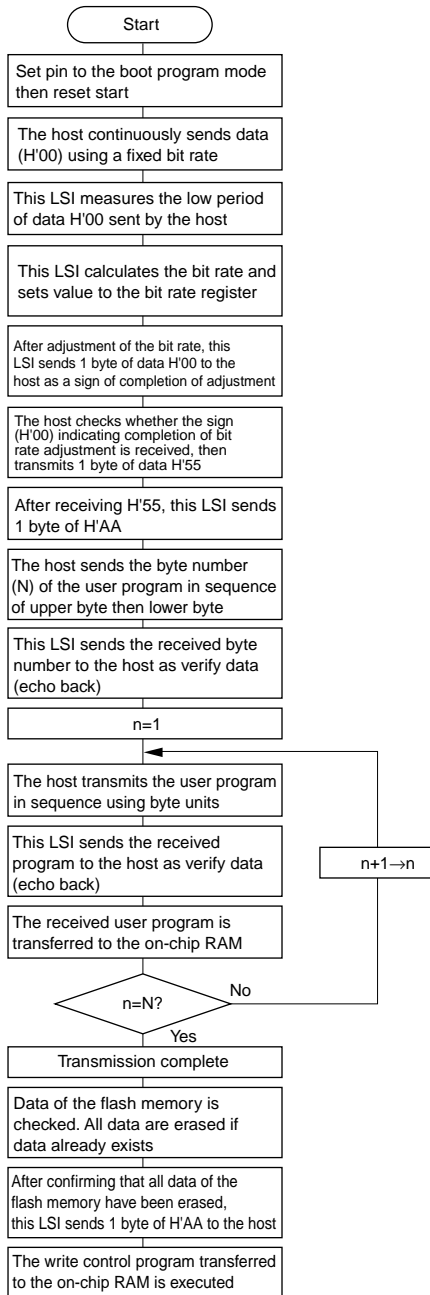 Start
Set pin to the boot program mode
then reset start
The host continuously sends data
(H'00) using a fixed bit rate
This LSI measures the low period
of data H'00 sent by the host
This LSI calculates the bit rate and
sets value to the bit rate register
After adjustment of the bit rate, this
LSI sends 1 byte of data H'00 to the
host as a sign of completion of adjustment
The host checks whether the sign
(H'00) indicating completion of bit
rate adjustment is received, then
transmits 1 byte of data H'55
After receiving H'55, this LSI sends
1 byte of H'AA
The host sends the byte number
(N) of the user program in sequence
of upper byte then lower byte
This LSI sends the received byte
number to the host as verify data
(echo back)
n=1
The host transmits the user program
in sequence using byte units
This LSI sends the received
program to the host as verify data
(echo back)
n+1→n
The received user program is
transferred to the on-chip RAM
n=N?
No
Yes
Transmission complete
Data of the flash memory is
checked. All data are erased if
data already exists
After confirming that all data of the
flash memory have been erased,
this LSI sends 1 byte of H'AA to the host
The write control program transferred
to the on-chip RAM is executed